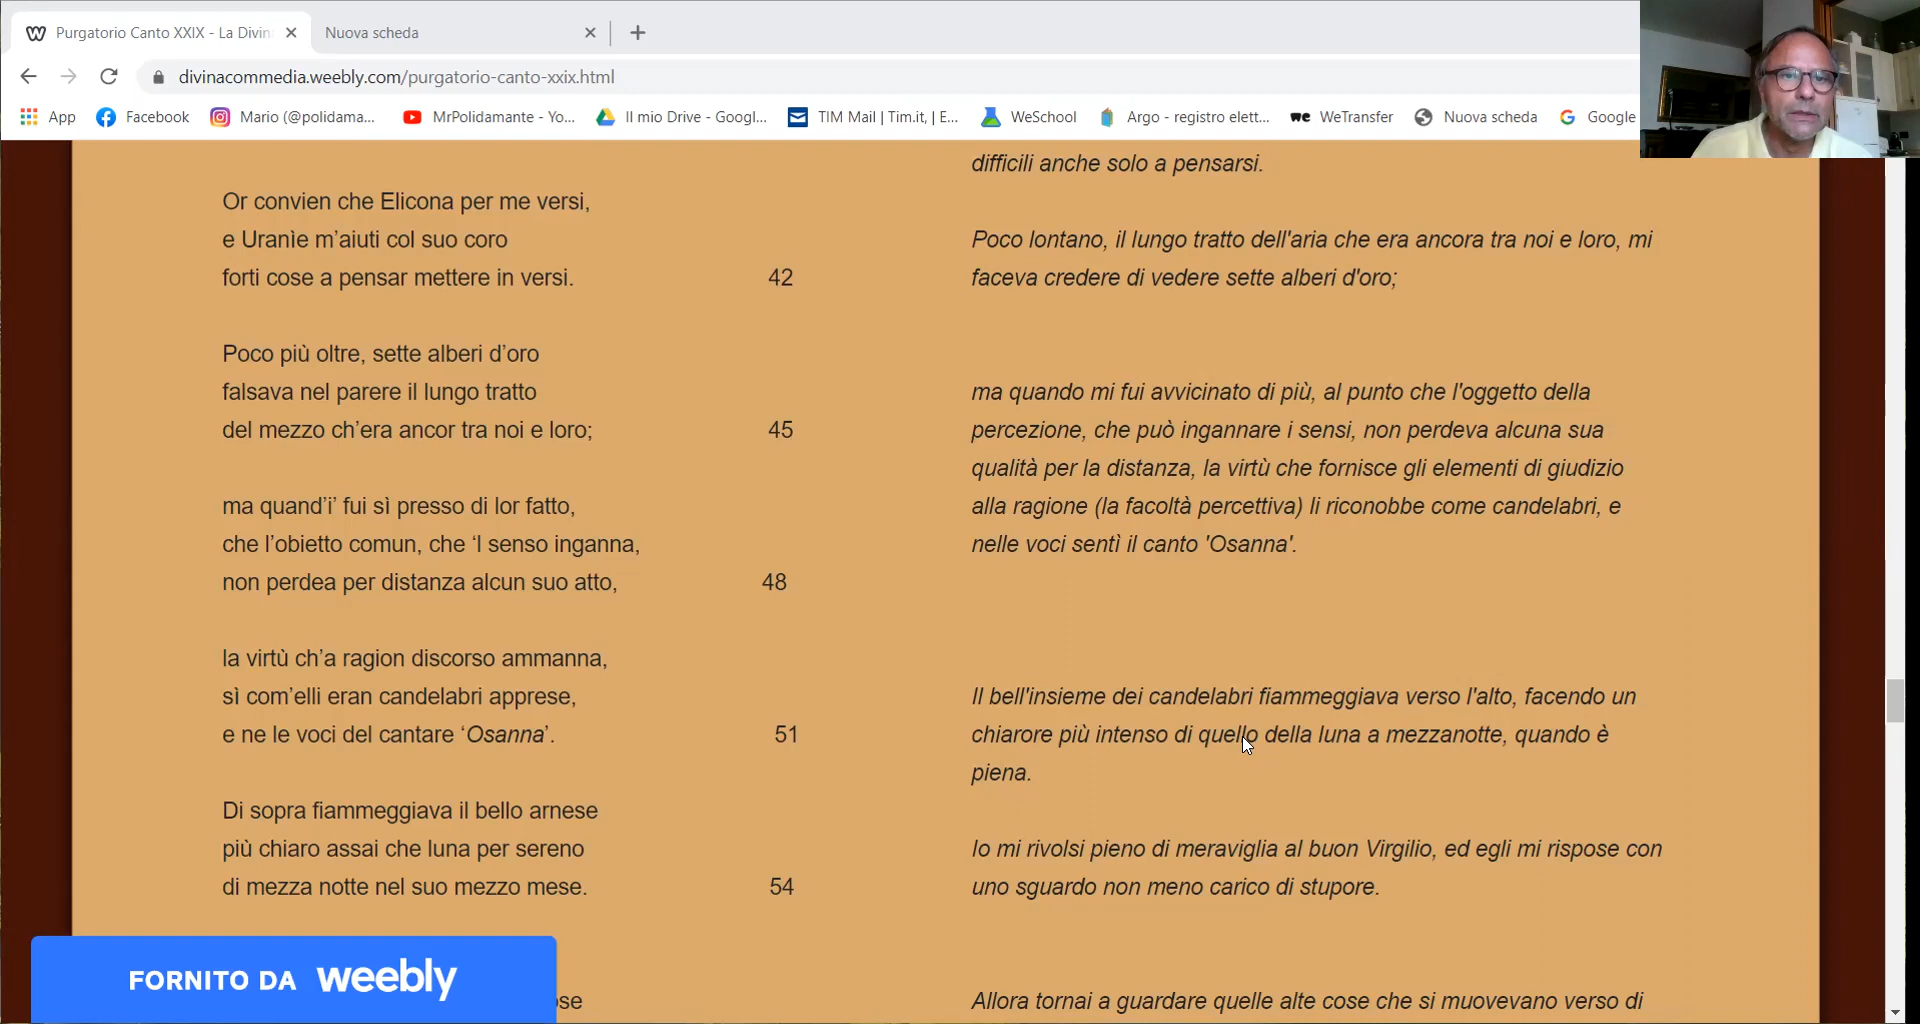 Purgatorio Canto XXIX - La Divin
Nuova scheda
divinacommedia.weebly.com/purgatorio-canto-xxix.html
App
Facebook
Mario (@polidama...
MrPolidamante - Yo...
Il mio Drive - Googl...
TIM Mail | Tim.it, | E...
WeSchool
Argo - registro elett...
WeTransfer
Nuova scheda
Google
Or convien che Elicona per me versi,
e Uranìe m’aiuti col suo coro
forti cose a pensar mettere in versi. 42
Poco più oltre, sette alberi d’oro
falsava nel parere il lungo tratto
del mezzo ch’era ancor tra noi e loro; 45
ma quand’i’ fui sì presso di lor fatto,
che l’obietto comun, che ‘l senso inganna,
non perdea per distanza alcun suo atto, 48
la virtù ch’a ragion discorso ammanna,
sì com’elli eran candelabri apprese,
e ne le voci del cantare ‘Osanna’. 51
Di sopra fiammeggiava il bello arnese
più chiaro assai che luna per sereno
di mezza notte nel suo mezzo mese. 54
ose
difficili anche solo a pensarsi.
Poco lontano, il lungo tratto dell'aria che era ancora tra noi e loro, mi
faceva credere di vedere sette alberi d'oro;
ma quando mi fui avvicinato di più, al punto che l'oggetto della
percezione, che può ingannare i sensi, non perdeva alcuna sua
qualità per la distanza, la virtù che fornisce gli elementi di giudizio
alla ragione (la facoltà percettiva) li riconobbe come candelabri, e
nelle voci sentì il canto 'Osanna'.
Il bell'insieme dei candelabri fiammeggiava verso l'alto, facendo un
chiarore più intenso di quello della luna a mezzanotte, quando è
piena.
Io mi rivolsi pieno di meraviglia al buon Virgilio, ed egli mi rispose con
uno sguardo non meno carico di stupore.
Allora tornai a guardare quelle alte cose che si muovevano verso di
FORNITO DA weebly